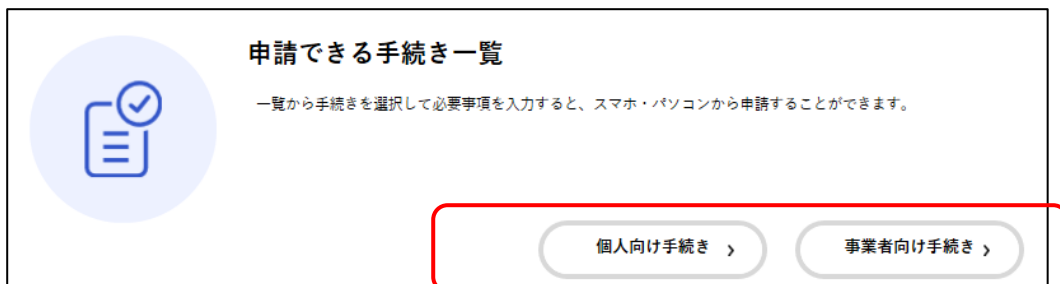 申請できる手続き一覧
一覧から手続きを選択して必要事項を入力すると、スマホ・パソコンから申請することができます。
個人向け手続き ›
事業者向け手続き ›